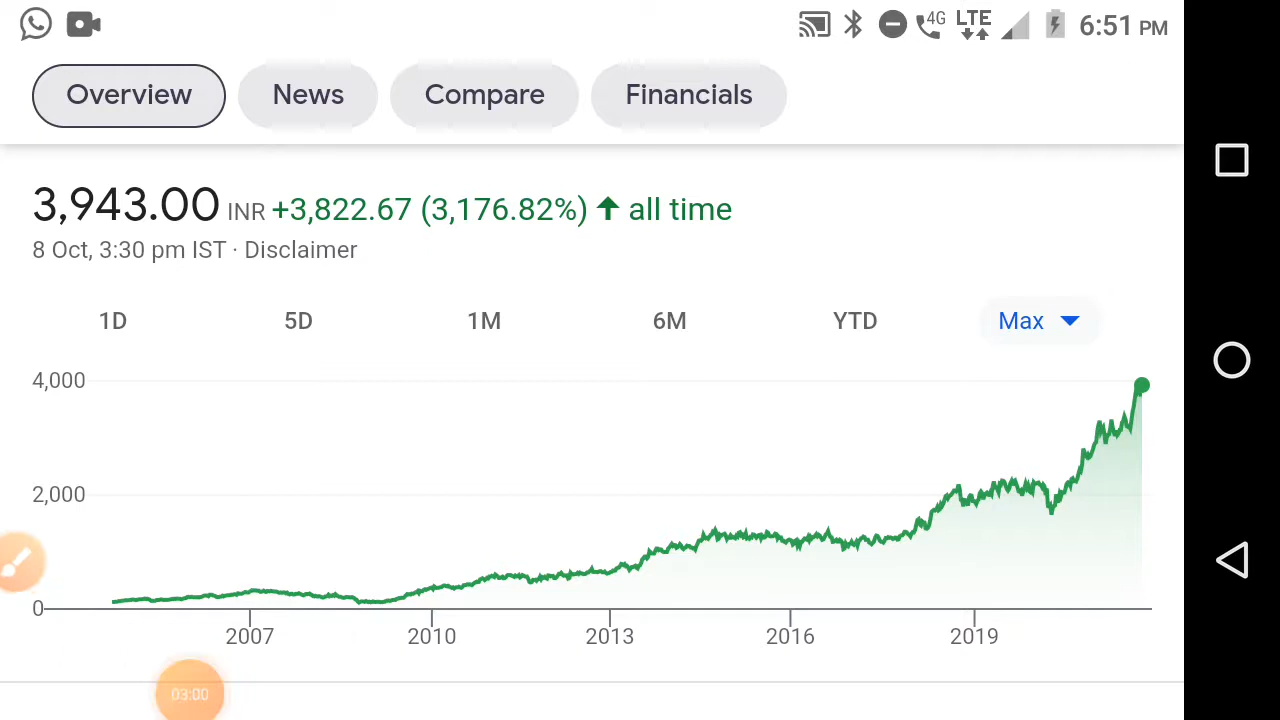 4G LTE 6:51 PM
Overview News Compare Financials
3,943.00 INR +3,822.67 (3,176.82%) all time
8 Oct, 3:30 pm IST · Disclaimer
1D 5D 1M 6M YTD Max
4,000
2,000
0
2007 2010 2013 2016 2019
03:00